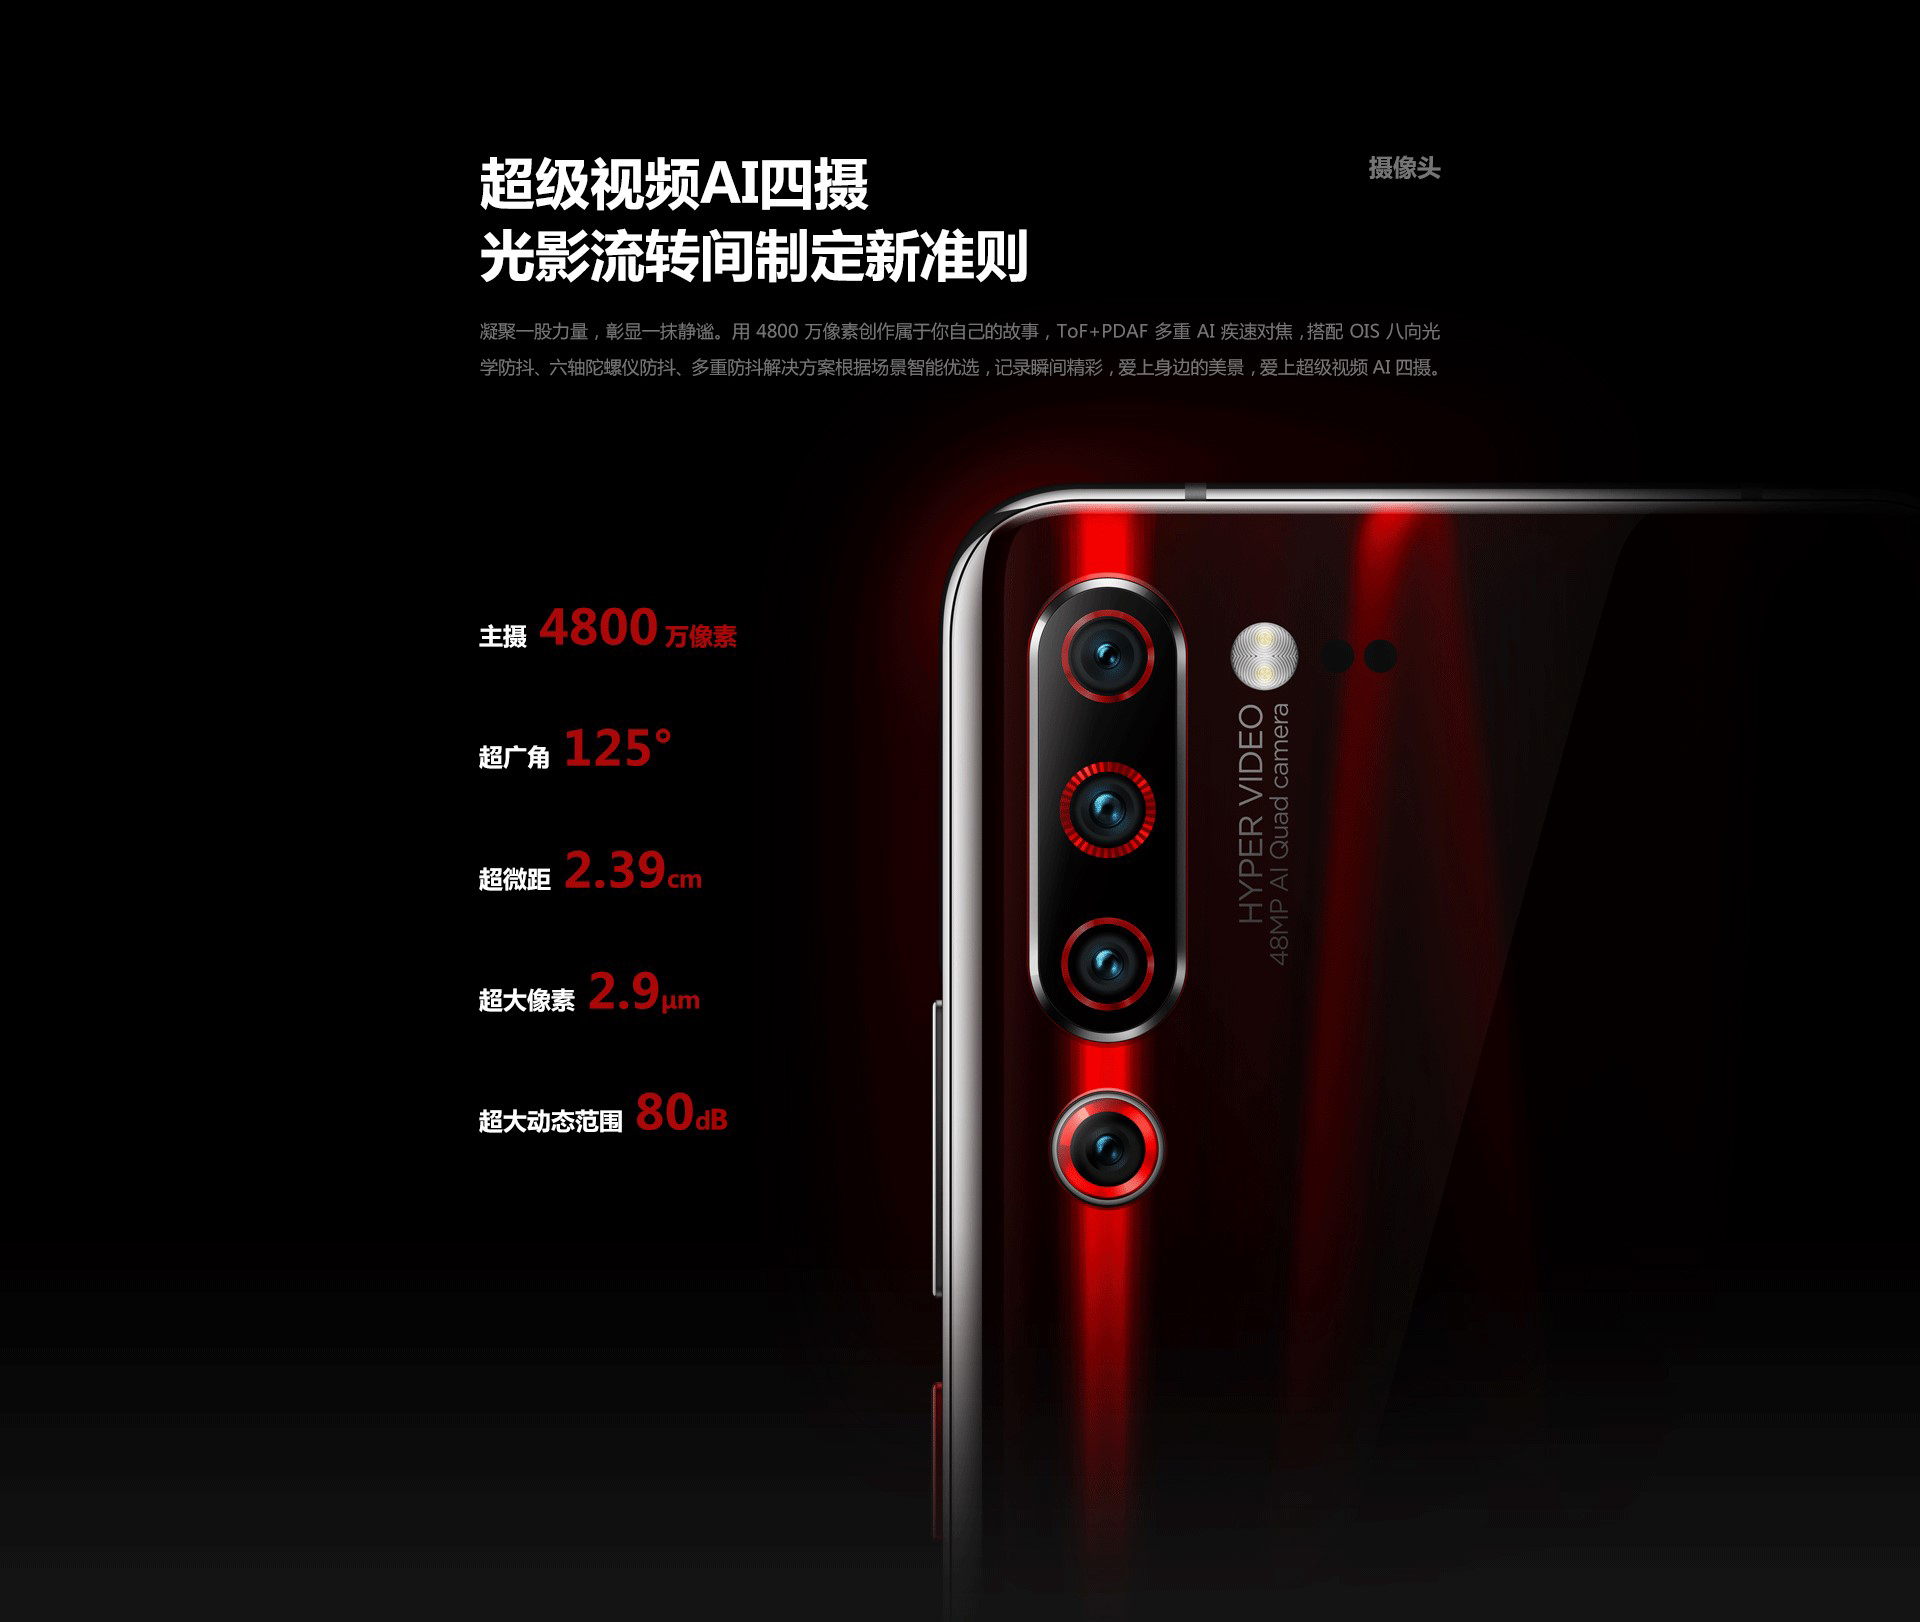 超级视频AI四摄
摄像头
光影流转间制定新准则
凝聚一股力量，彰显一抹静谧。用 4800 万像素创作属于你自己的故事，ToF+PDAF 多重 AI 疾速对焦，搭配 OIS 八向光
学防抖、六轴陀螺仪防抖、多重防抖解决方案根据场景智能优选，记录瞬间精彩，爱上身边的美景，爱上超级视频 AI 四摄。
主摄 4800 万像素
超广角 125°
超微距 2.39cm
超大像素 2.9μm
超大动态范围 80dB
HYPER VIDEO
48MP AI Quad camera